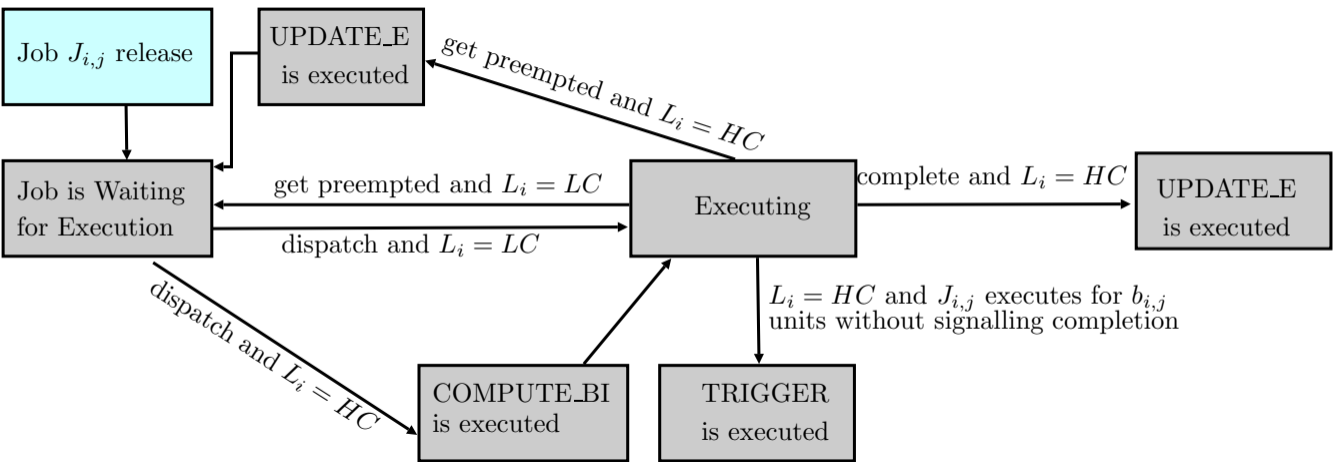 Job J_{i,j} release
UPDATE_E
is executed
get preempted and L_i = HC
Job is Waiting
for Execution
get preempted and L_i = LC
dispatch and L_i = LC
Executing
complete and L_i = HC
UPDATE_E
is executed
dispatch and L_i = HC
L_i = HC and J_{i,j} executes for b_{i,j}
units without signalling completion
COMPUTE_BI
is executed
TRIGGER
is executed